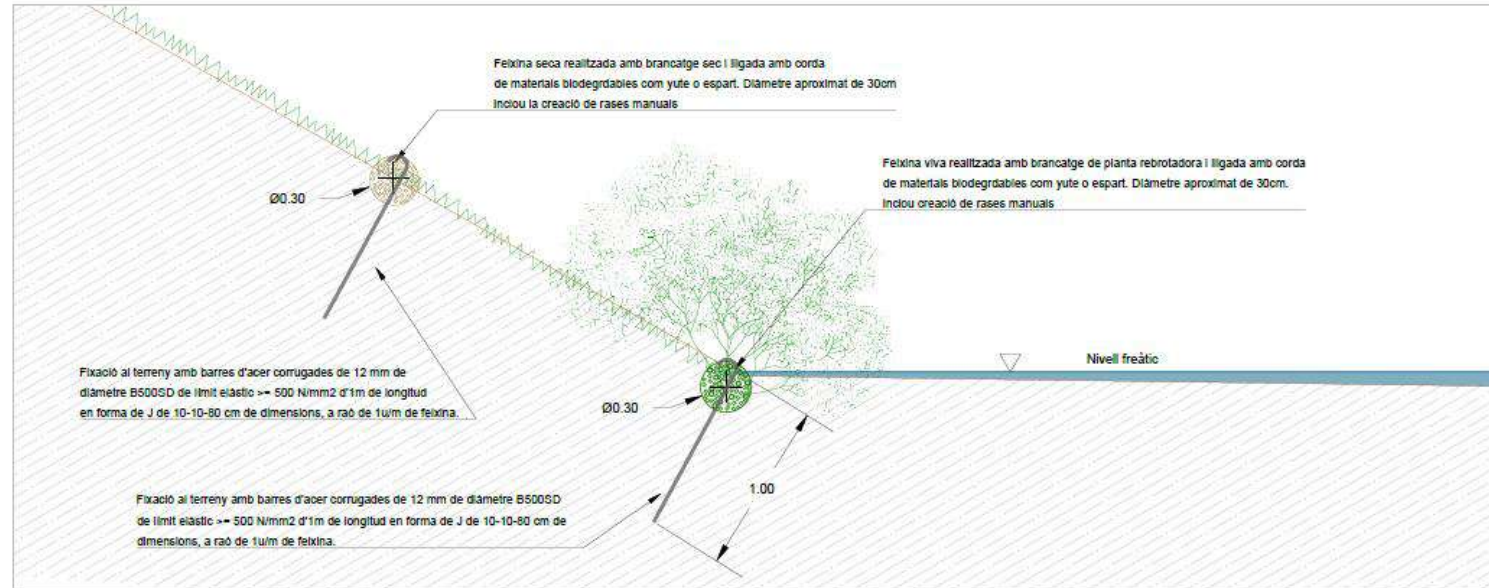 Feixina seca realitzada amb brancatge sec i lligada amb corda
de materials biodegrdables com yute o espart. Diàmetre aproximat de 30cm
Inclou la creació de rases manuals
Feixina viva realitzada amb brancatge de planta rebrotadora i lligada amb corda
de materials biodegrdables com yute o espart. Diàmetre aproximat de 30cm.
Inclou creació de rases manuals
Ø0.30
Nivell freàtic
Fixació al terreny amb barres d'acer corrugades de 12 mm de
diàmetre B500SD de límit elàstic >= 500 N/mm2 d'1m de longitud
en forma de J de 10-10-80 cm de dimensions, a raó de 1u/m de feixina.
Ø0.30
1.00
Fixació al terreny amb barres d'acer corrugades de 12 mm de diàmetre B500SD
de límit elàstic >= 500 N/mm2 d'1m de longitud en forma de J de 10-10-80 cm de
dimensions, a raó de 1u/m de feixina.